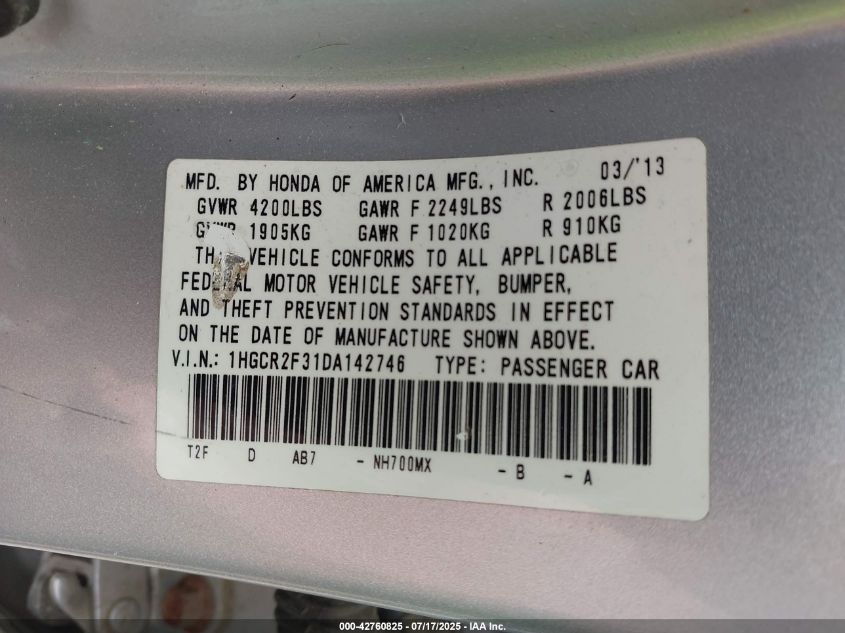 MFD. BY HONDA OF AMERICA MFG., INC. 03/'13
GVWR 4200LBS GAWR F 2249LBS R 2006LBS
1905KG GAWR F 1020KG R 910KG
VEHICLE CONFORMS TO ALL APPLICABLE
FEDERAL MOTOR VEHICLE SAFETY, BUMPER,
AND THEFT PREVENTION STANDARDS IN EFFECT
ON THE DATE OF MANUFACTURE SHOWN ABOVE.
V.I.N.: 1HGCR2F31DA142746 TYPE: PASSENGER CAR
T2F D AB7 - NH700MX - B - A
000-42760825 - 07/17/2025 - IAA Inc.